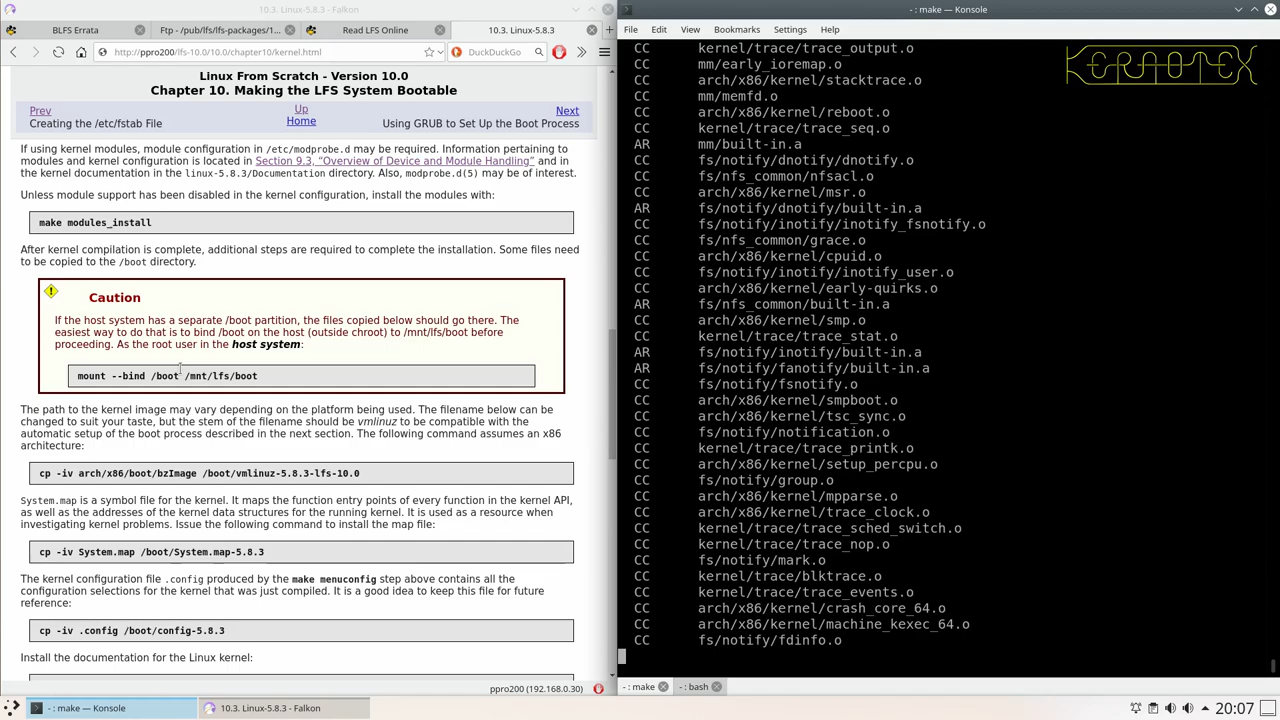 10.3. Linux-5.8.3 - Falkon
BLFS Errata
Ftp - /pub/lfs/lfs-packages/1...
Read LFS Online
10.3. Linux-5.8.3
http://ppro200/lfs-10.0/10.0/chapter10/kernel.html
DuckDuckGo
Linux From Scratch - Version 10.0
Chapter 10. Making the LFS System Bootable
Prev
Up
Next
Creating the /etc/fstab File
Home
Using GRUB to Set Up the Boot Process
If using kernel modules, module configuration in /etc/modprobe.d may be required. Information pertaining to
modules and kernel configuration is located in Section 9.3, “Overview of Device and Module Handling” and in
the kernel documentation in the linux-5.8.3/Documentation directory. Also, modprobe.d(5) may be of interest.
Unless module support has been disabled in the kernel configuration, install the modules with:
make modules_install
After kernel compilation is complete, additional steps are required to complete the installation. Some files need
to be copied to the /boot directory.
Caution
If the host system has a separate /boot partition, the files copied below should go there. The
easiest way to do that is to bind /boot on the host (outside chroot) to /mnt/lfs/boot before
proceeding. As the root user in the host system:
mount --bind /boot /mnt/lfs/boot
The path to the kernel image may vary depending on the platform being used. The filename below can be
changed to suit your taste, but the stem of the filename should be vmlinuz to be compatible with the
automatic setup of the boot process described in the next section. The following command assumes an x86
architecture:
cp -iv arch/x86/boot/bzImage /boot/vmlinuz-5.8.3-lfs-10.0
System.map is a symbol file for the kernel. It maps the function entry points of every function in the kernel API,
as well as the addresses of the kernel data structures for the running kernel. It is used as a resource when
investigating kernel problems. Issue the following command to install the map file:
cp -iv System.map /boot/System.map-5.8.3
The kernel configuration file .config produced by the make menuconfig step above contains all the
configuration selections for the kernel that was just compiled. It is a good idea to keep this file for future
reference:
cp -iv .config /boot/config-5.8.3
Install the documentation for the Linux kernel:
ppro200 (192.168.0.30)
- : make — Konsole
File Edit View Bookmarks Settings Help
KERNOTEX
CC kernel/trace/trace_output.o
CC mm/early_ioremap.o
CC arch/x86/kernel/stacktrace.o
CC mm/memfd.o
CC arch/x86/kernel/reboot.o
CC kernel/trace/trace_seq.o
AR mm/built-in.a
CC fs/notify/dnotify/dnotify.o
CC fs/nfs_common/nfsacl.o
CC arch/x86/kernel/msr.o
AR fs/notify/dnotify/built-in.a
CC fs/notify/inotify/inotify_fsnotify.o
CC fs/nfs_common/grace.o
CC arch/x86/kernel/cpuid.o
CC fs/notify/inotify/inotify_user.o
CC arch/x86/kernel/early-quirks.o
AR fs/nfs_common/built-in.a
CC arch/x86/kernel/smp.o
CC kernel/trace/trace_stat.o
AR fs/notify/inotify/built-in.a
AR fs/notify/fanotify/built-in.a
CC fs/notify/fsnotify.o
CC arch/x86/kernel/smpboot.o
CC arch/x86/kernel/tsc_sync.o
CC fs/notify/notification.o
CC kernel/trace/trace_printk.o
CC arch/x86/kernel/setup_percpu.o
CC fs/notify/group.o
CC arch/x86/kernel/mpparse.o
CC kernel/trace/trace_clock.o
CC kernel/trace/trace_sched_switch.o
CC kernel/trace/trace_nop.o
CC fs/notify/mark.o
CC kernel/trace/blktrace.o
CC kernel/trace/trace_events.o
CC arch/x86/kernel/crash_core_64.o
CC arch/x86/kernel/machine_kexec_64.o
CC fs/notify/fdinfo.o
- : make
- : bash
- : make — Konsole
10.3. Linux-5.8.3 - Falkon
20:07